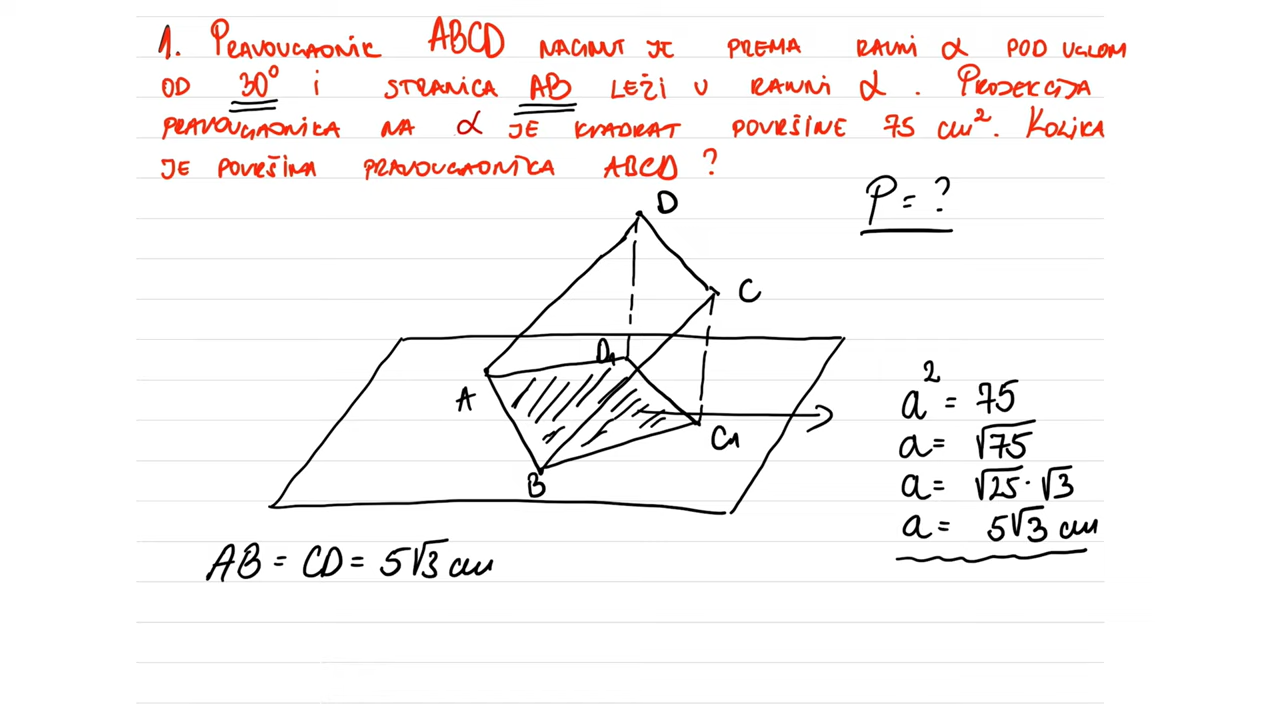 1. PRAVOUGAONIK ABCD NAGNUT JE PREMA RAVNI α POD UGLOM
OD 30° I STRANICA AB LEŽI U RAVNI α. PROJEKCIJA
PRAVOUGAONIKA NA α JE KVADRAT POVRŠINE 75 cm². KOLIKA
JE POVRŠINA PRAVOUGAONIKA ABCD?
P = ?
D
C
D₁
A
C₁
B
a² = 75
a = √75
a = √25 · √3
a = 5√3 cm
AB = CD = 5√3 cm